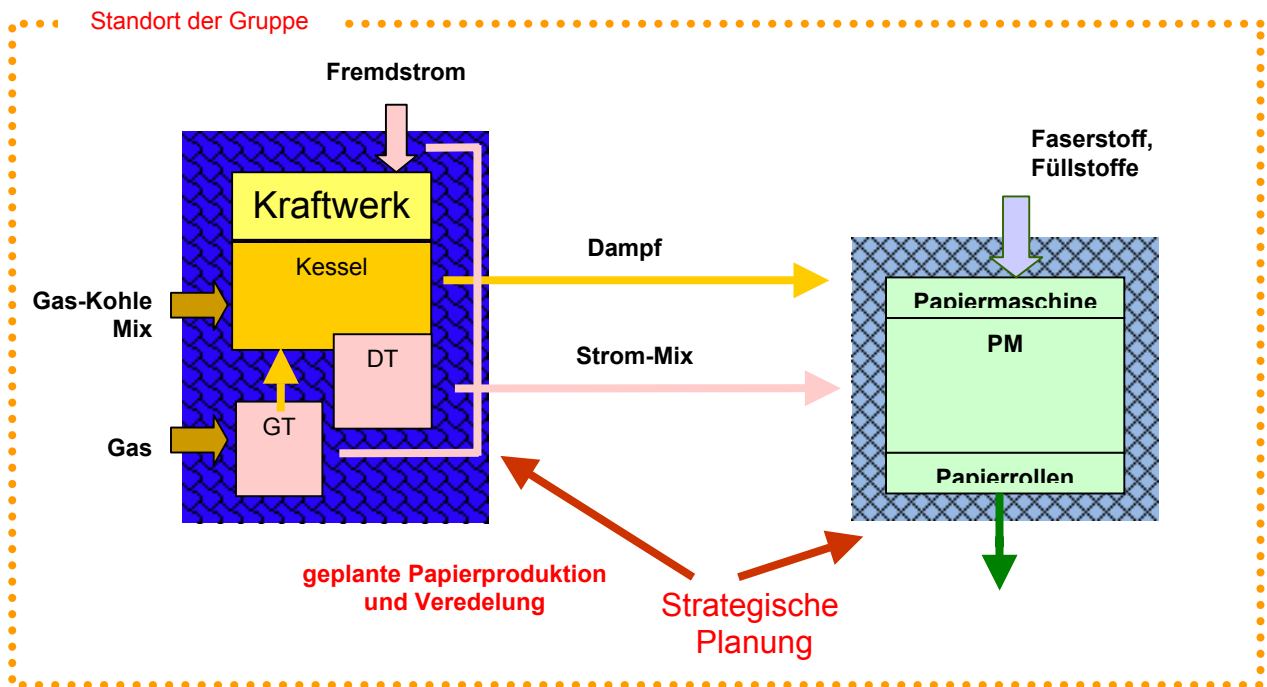 Standort der Gruppe
Fremdstrom
Kraftwerk
Kessel
Gas-Kohle
Mix
DT
GT
Gas
Dampf
Strom-Mix
Faserstoff,
Füllstoffe
Papiermaschine
PM
Papierrollen
geplante Papierproduktion
und Veredelung
Strategische
Planung